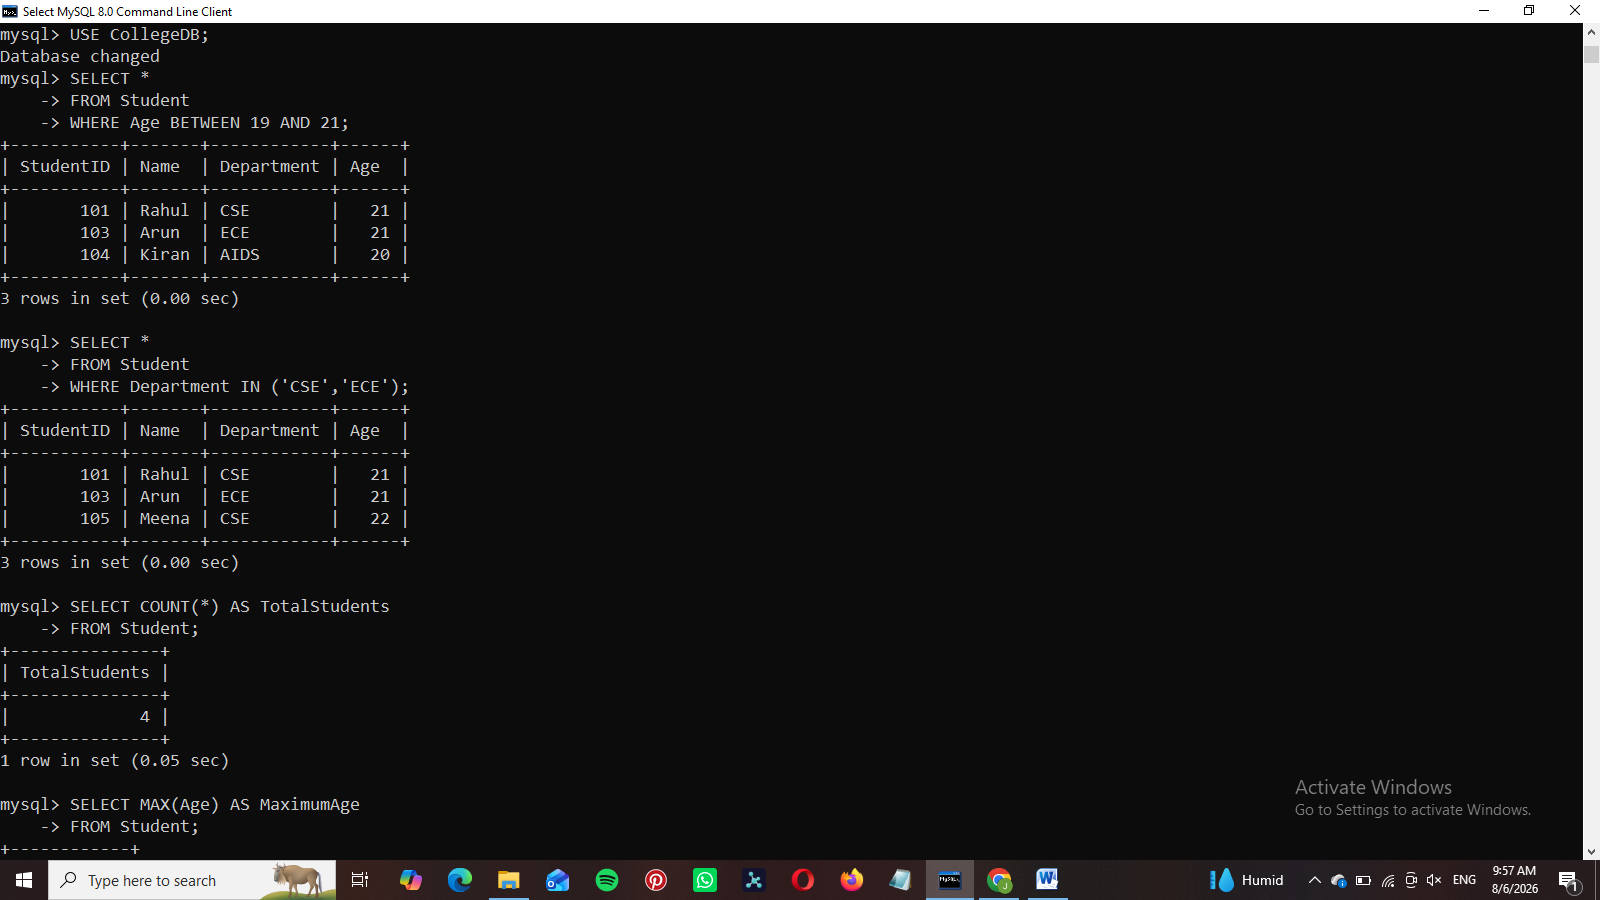 Select MySQL 8.0 Command Line Client
mysql> USE CollegeDB;
Database changed
mysql> SELECT *
    -> FROM Student
    -> WHERE Age BETWEEN 19 AND 21;
+-----------+-------+------------+------+
| StudentID | Name  | Department | Age  |
+-----------+-------+------------+------+
|       101 | Rahul | CSE        |   21 |
|       103 | Arun  | ECE        |   21 |
|       104 | Kiran | AIDS       |   20 |
+-----------+-------+------------+------+
3 rows in set (0.00 sec)

mysql> SELECT *
    -> FROM Student
    -> WHERE Department IN ('CSE','ECE');
+-----------+-------+------------+------+
| StudentID | Name  | Department | Age  |
+-----------+-------+------------+------+
|       101 | Rahul | CSE        |   21 |
|       103 | Arun  | ECE        |   21 |
|       105 | Meena | CSE        |   22 |
+-----------+-------+------------+------+
3 rows in set (0.00 sec)

mysql> SELECT COUNT(*) AS TotalStudents
    -> FROM Student;
+---------------+
| TotalStudents |
+---------------+
|             4 |
+---------------+
1 row in set (0.05 sec)

mysql> SELECT MAX(Age) AS MaximumAge
    -> FROM Student;
+------------+
Activate Windows
Go to Settings to activate Windows.
Type here to search
MySQL
Humid
ENG
9:57 AM
8/6/2026
1